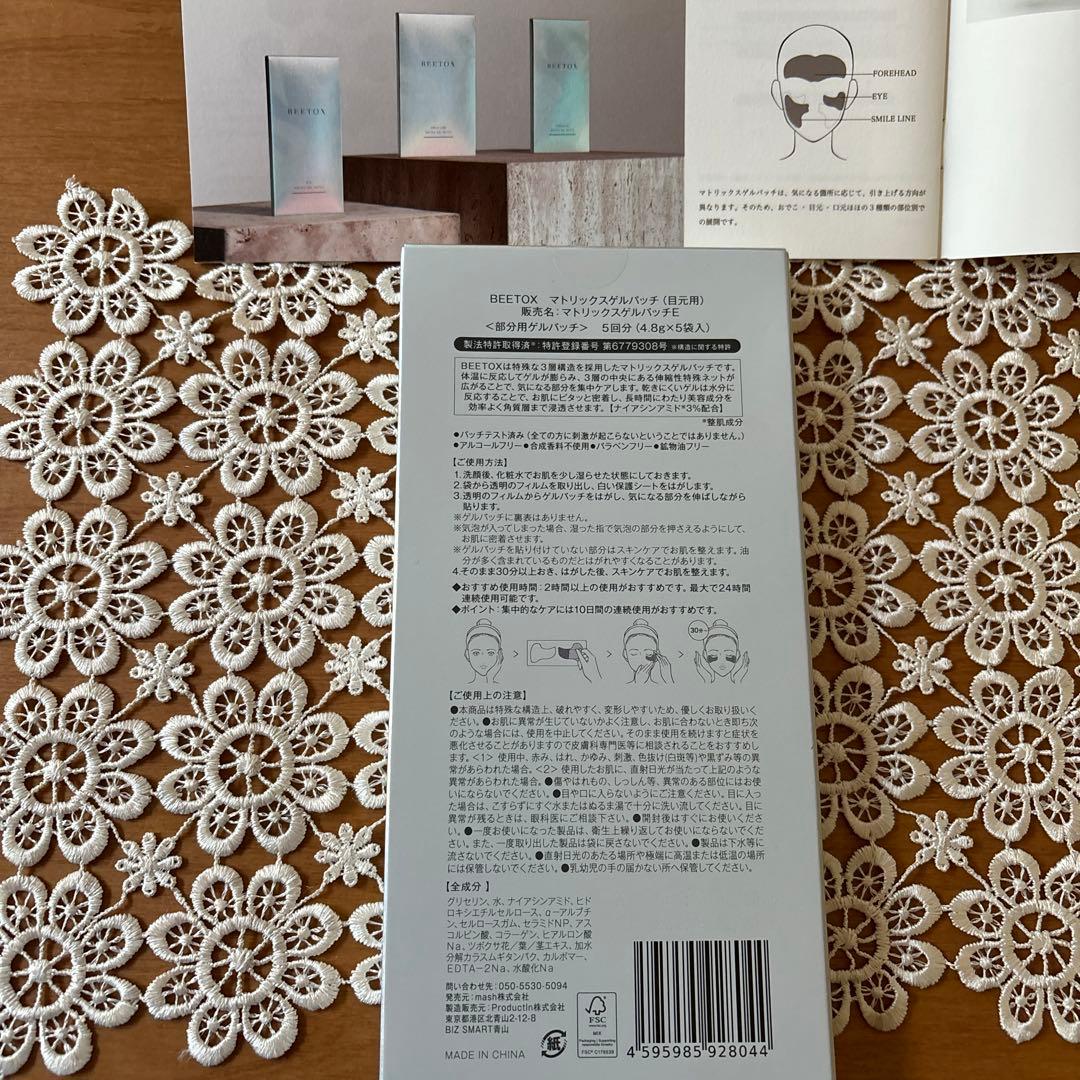 BEETOX
BEETOX
BEETOX
FOREHEAD
EYE
SMILE LINE
マトリックスゲルパッチは、気になる箇所に応じて、引き上げる方向が
異なります。そのため、おでこ・目元・口元ほほの3種類の部位別で
の展開です。
BEETOX マトリックスゲルパッチ(目元用)
販売名:マトリックスゲルパッチE
<部分用ゲルパッチ> 5回分(4.8g×5袋入)
製法特許取得済※:特許登録番号 第6779308号 ※構造に関する特許
BEETOXは特殊な3層構造を採用したマトリックスゲルパッチです。
体温に反応してゲルが膨らみ、3層の中央にある伸縮性特殊ネットが
広がることで、気になる部分を集中ケアします。乾きにくいゲルは水分に
反応することで、お肌にピタッと密着し、長時間にわたり美容成分を
効率よく角質層まで浸透させます。【ナイアシンアミド*3%配合】
*整肌成分
●パッチテスト済み(全ての方に刺激が起こらないということではありません。)
●アルコールフリー●合成香料不使用●パラベンフリー●鉱物油フリー
【ご使用方法】
1.洗顔後、化粧水でお肌を少し湿らせた状態にしておきます。
2.袋から透明のフィルムを取り出し、白い保護シートをはがします。
3.透明のフィルムからゲルパッチをはがし、気になる部分を伸ばしながら
貼ります。
※ゲルパッチに裏表はありません。
※気泡が入ってしまった場合、湿った指で気泡の部分を押さえるようにして、
お肌に密着させます。
※ゲルパッチを貼り付けていない部分はスキンケアでお肌を整えます。油
分が多く含まれているものだとはがれやすくなることがあります。
4.そのまま30分以上おき、はがした後、スキンケアでお肌を整えます。
◆おすすめ使用時間:2時間以上の使用がおすすめです。最大で24時間
連続使用可能です。
◆ポイント:集中的なケアには10日間の連続使用がおすすめです。
30分〜
【ご使用上の注意】
●本商品は特殊な構造上、破れやすく、変形しやすいため、優しくお取り扱いく
ださい。●お肌に異常が生じていないかよく注意し、お肌に合わないとき即ち次
のような場合には、使用を中止してください。そのまま使用を続けますと症状を
悪化させることがありますので皮膚科専門医等に相談されることをおすすめし
ます。<1> 使用中、赤み、はれ、かゆみ、刺激、色抜け(白斑等)や黒ずみ等の異
常があらわれた場合。<2> 使用したお肌に、直射日光が当たって上記のような
異常があらわれた場合。●傷やはれもの、しっしん等、異常のある部位にはお使
いにならないでください。●目や口に入らないようにご注意ください。目に入っ
た場合は、こすらずにすぐ水またはぬるま湯で十分に洗い流してください。目に
異常が残るときは、眼科医にご相談下さい。●開封後はすぐにお使いくださ
い。●一度お使いになった製品は、衛生上繰り返してお使いにならないでくだ
さい。また、一度取り出した製品は袋に戻さないでください。●製品は下水等に
流さないでください。●直射日光のあたる場所や極端に高温または低温の場所
には保管しないでください。●乳幼児の手の届かない所へ保管してください。
【全成分】
グリセリン、水、ナイアシンアミド、ヒド
ロキシエチルセルロース、α-アルブチ
ン、セルロースガム、セラミドNP、アス
コルビン酸、コラーゲン、ヒアルロン酸
Na、ツボクサ花/葉/茎エキス、加水
分解カラスムギタンパク、カルボマー、
EDTA-2Na、水酸化Na
問い合わせ先:050-5530-5094
発売元:mash株式会社
製造販売元:ProductIn株式会社
東京都港区北青山2-12-8
BIZ SMART青山
MADE IN CHINA
紙
FSC
MIX
4 595985 928044